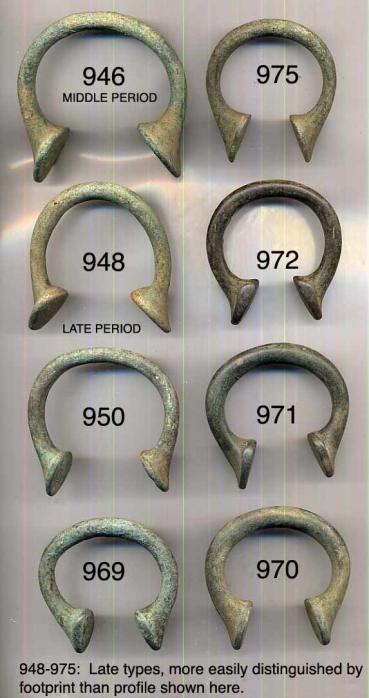 946
MIDDLE PERIOD
975
948
LATE PERIOD
972
950
971
969
970
948-975:  Late types, more easily distinguished by
footprint than profile shown here.